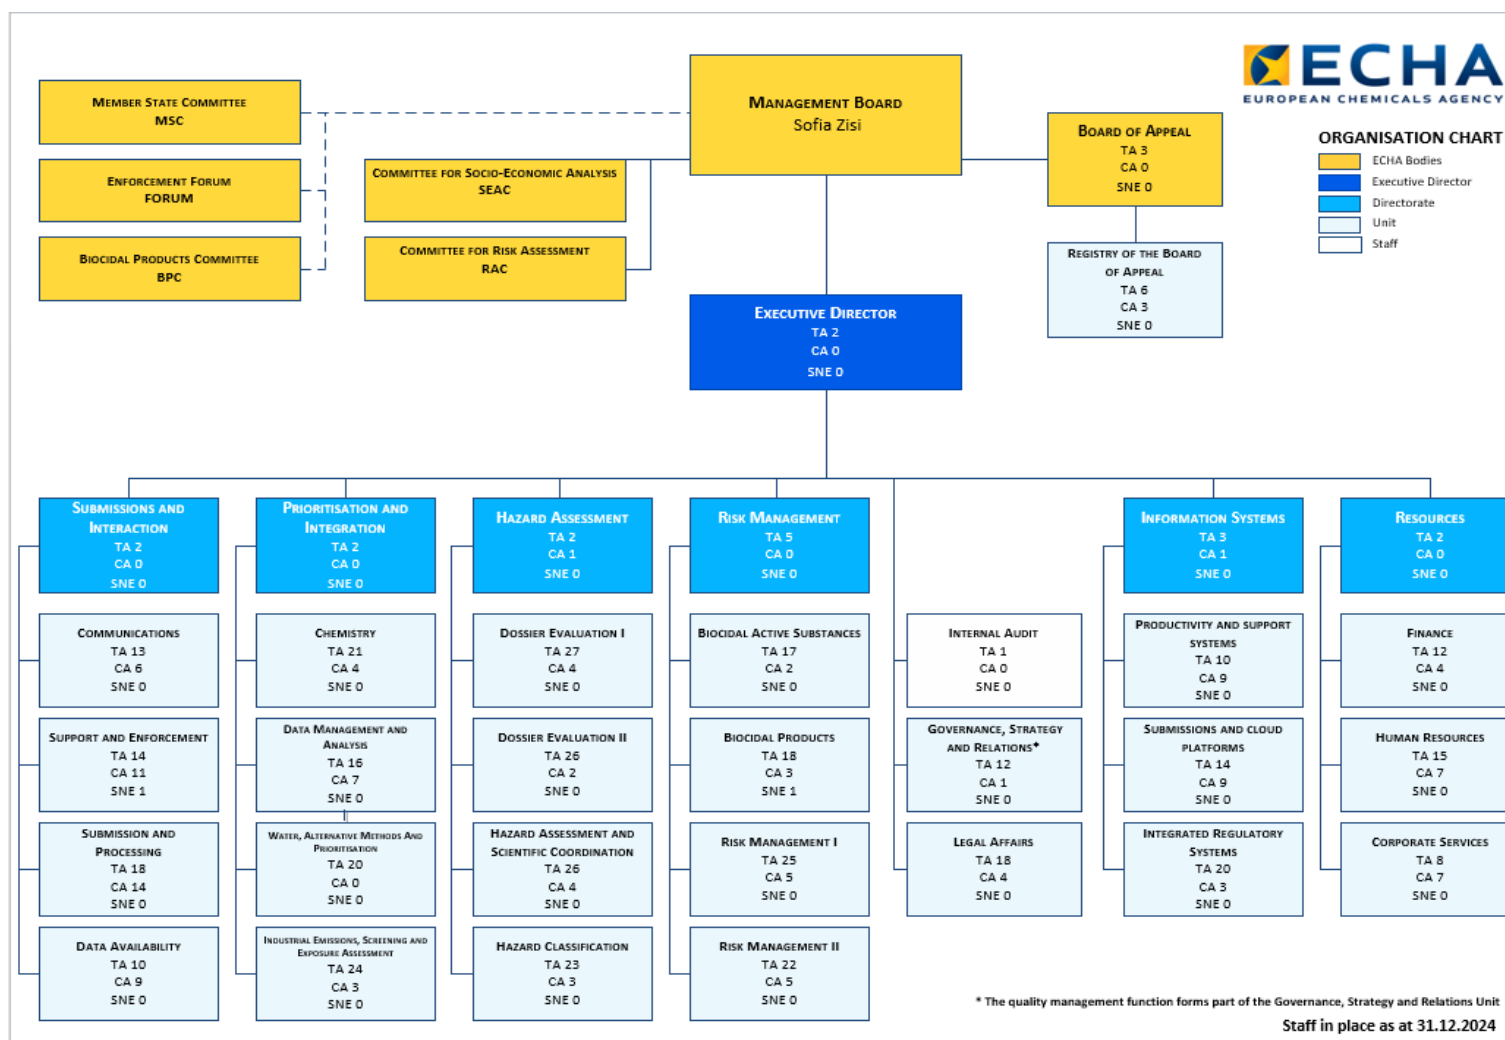 ECHA
EUROPEAN CHEMICALS AGENCY
ORGANISATION CHART
ECHA Bodies
Executive Director
Directorate
Unit
Staff
MEMBER STATE COMMITTEE
MSC
ENFORCEMENT FORUM
FORUM
BIOCIDAL PRODUCTS COMMITTEE
BPC
COMMITTEE FOR SOCIO-ECONOMIC ANALYSIS
SEAC
COMMITTEE FOR RISK ASSESSMENT
RAC
MANAGEMENT BOARD
Sofia Zisi
BOARD OF APPEAL
TA 3
CA 0
SNE 0
REGISTRY OF THE BOARD
OF APPEAL
TA 6
CA 3
SNE 0
EXECUTIVE DIRECTOR
TA 2
CA 0
SNE 0
SUBMISSIONS AND
INTERACTION
TA 2
CA 0
SNE 0
COMMUNICATIONS
TA 13
CA 6
SNE 0
SUPPORT AND ENFORCEMENT
TA 14
CA 11
SNE 1
SUBMISSION AND
PROCESSING
TA 18
CA 14
SNE 0
DATA AVAILABILITY
TA 10
CA 9
SNE 0
PRIORITISATION AND
INTEGRATION
TA 2
CA 0
SNE 0
CHEMISTRY
TA 21
CA 4
SNE 0
DATA MANAGEMENT AND
ANALYSIS
TA 16
CA 7
SNE 0
WATER, ALTERNATIVE METHODS AND
PRIORITISATION
TA 20
CA 0
SNE 0
INDUSTRIAL EMISSIONS, SCREENING AND
EXPOSURE ASSESSMENT
TA 24
CA 3
SNE 0
HAZARD ASSESSMENT
TA 2
CA 1
SNE 0
DOSSIER EVALUATION I
TA 27
CA 4
SNE 0
DOSSIER EVALUATION II
TA 26
CA 2
SNE 0
HAZARD ASSESSMENT AND
SCIENTIFIC COORDINATION
TA 26
CA 4
SNE 0
HAZARD CLASSIFICATION
TA 23
CA 3
SNE 0
RISK MANAGEMENT
TA 5
CA 0
SNE 0
BIOCIDAL ACTIVE SUBSTANCES
TA 17
CA 2
SNE 0
BIOCIDAL PRODUCTS
TA 18
CA 3
SNE 1
RISK MANAGEMENT I
TA 25
CA 5
SNE 0
RISK MANAGEMENT II
TA 22
CA 5
SNE 0
INTERNAL AUDIT
TA 1
CA 0
SNE 0
GOVERNANCE, STRATEGY
AND RELATIONS*
TA 12
CA 1
SNE 0
LEGAL AFFAIRS
TA 18
CA 4
SNE 0
INFORMATION SYSTEMS
TA 3
CA 1
SNE 0
PRODUCTIVITY AND SUPPORT
SYSTEMS
TA 10
CA 9
SNE 0
SUBMISSIONS AND CLOUD
PLATFORMS
TA 14
CA 9
SNE 0
INTEGRATED REGULATORY
SYSTEMS
TA 20
CA 3
SNE 0
RESOURCES
TA 2
CA 0
SNE 0
FINANCE
TA 12
CA 4
SNE 0
HUMAN RESOURCES
TA 15
CA 7
SNE 0
CORPORATE SERVICES
TA 8
CA 7
SNE 0
* The quality management function forms part of the Governance, Strategy and Relations Unit
Staff in place as at 31.12.2024